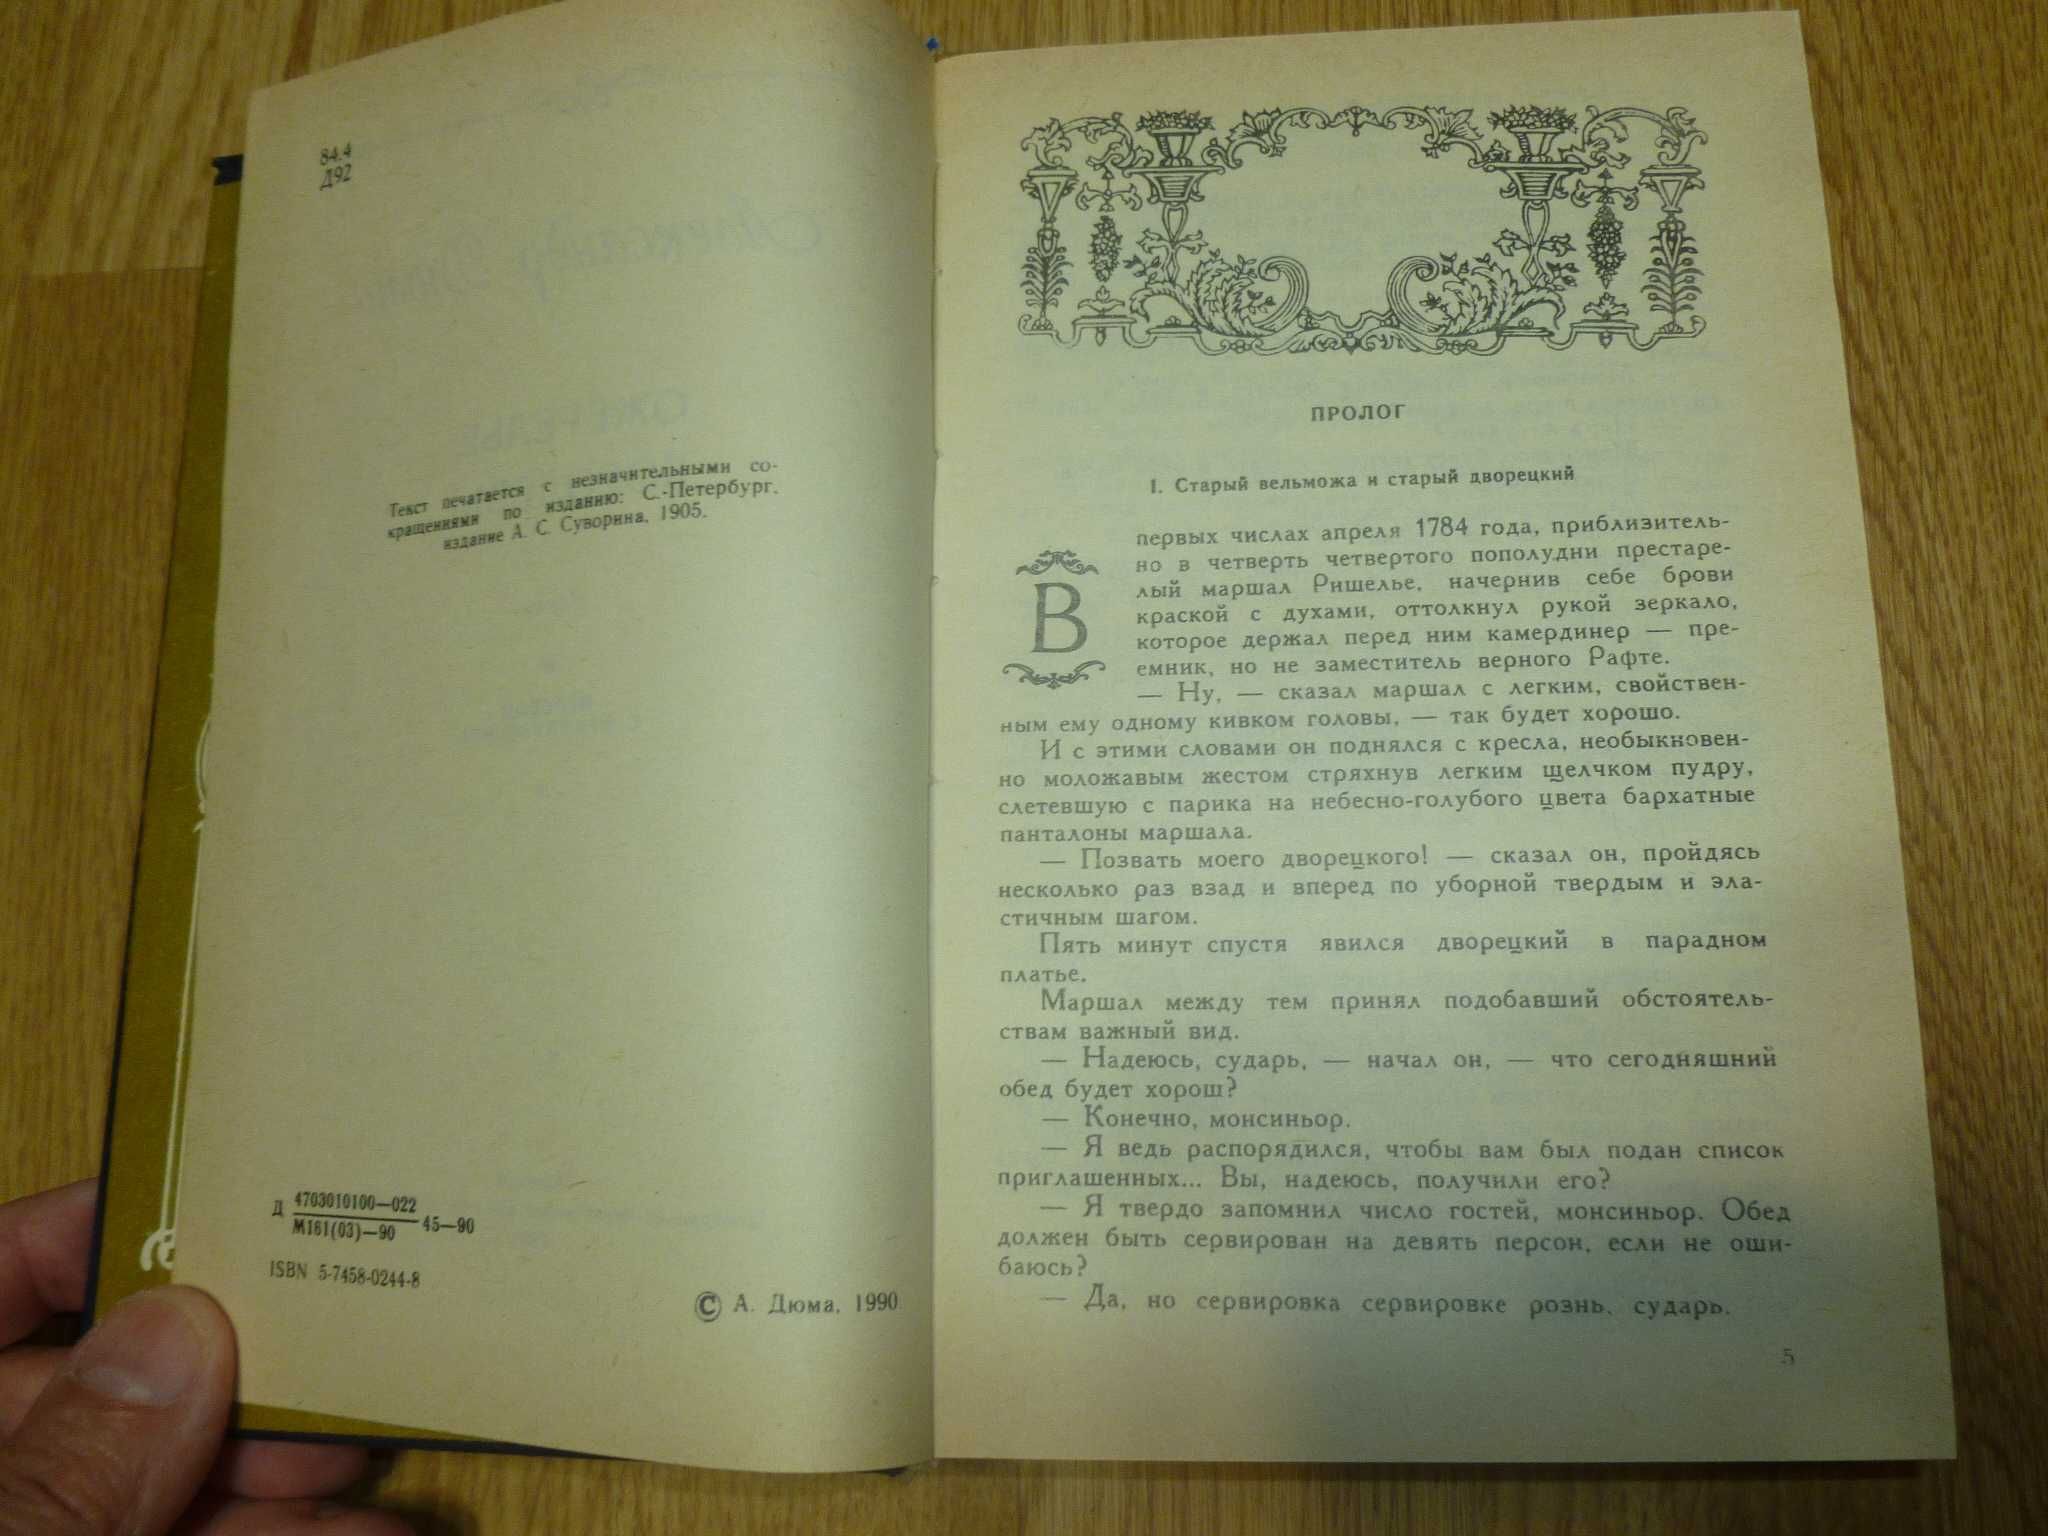 84.4
Д92
Текст печатается с незначительными со-
кращениями по изданию: С.-Петербург,
издание А. С. Суворина, 1905.
Д 4703010100—022 45—90
М161(03)—90
ISBN 5-7458-0244-8
© А. Дюма, 1990
ПРОЛОГ
I. Старый вельможа и старый дворецкий
В первых числах апреля 1784 года, приблизитель-
но в четверть четвертого пополудни престаре-
лый маршал Ришелье, начернив себе брови
краской с духами, оттолкнул рукой зеркало,
которое держал перед ним камердинер — пре-
емник, но не заместитель верного Рафте.
— Ну, — сказал маршал с легким, свойствен-
ным ему одному кивком головы, — так будет хорошо.
И с этими словами он поднялся с кресла, необыкновен-
но моложавым жестом стряхнув легким щелчком пудру,
слетевшую с парика на небесно-голубого цвета бархатные
панталоны маршала.
— Позвать моего дворецкого! — сказал он, пройдясь
несколько раз взад и вперед по уборной твердым и эла-
стичным шагом.
Пять минут спустя явился дворецкий в парадном
платье.
Маршал между тем принял подобавший обстоятель-
ствам важный вид.
— Надеюсь, сударь, — начал он, — что сегодняшний
обед будет хорош?
— Конечно, монсиньор.
— Я ведь распорядился, чтобы вам был подан список
приглашенных... Вы, надеюсь, получили его?
— Я твердо запомнил число гостей, монсиньор. Обед
должен быть сервирован на девять персон, если не оши-
баюсь?
— Да, но сервировка сервировке рознь, сударь.
5